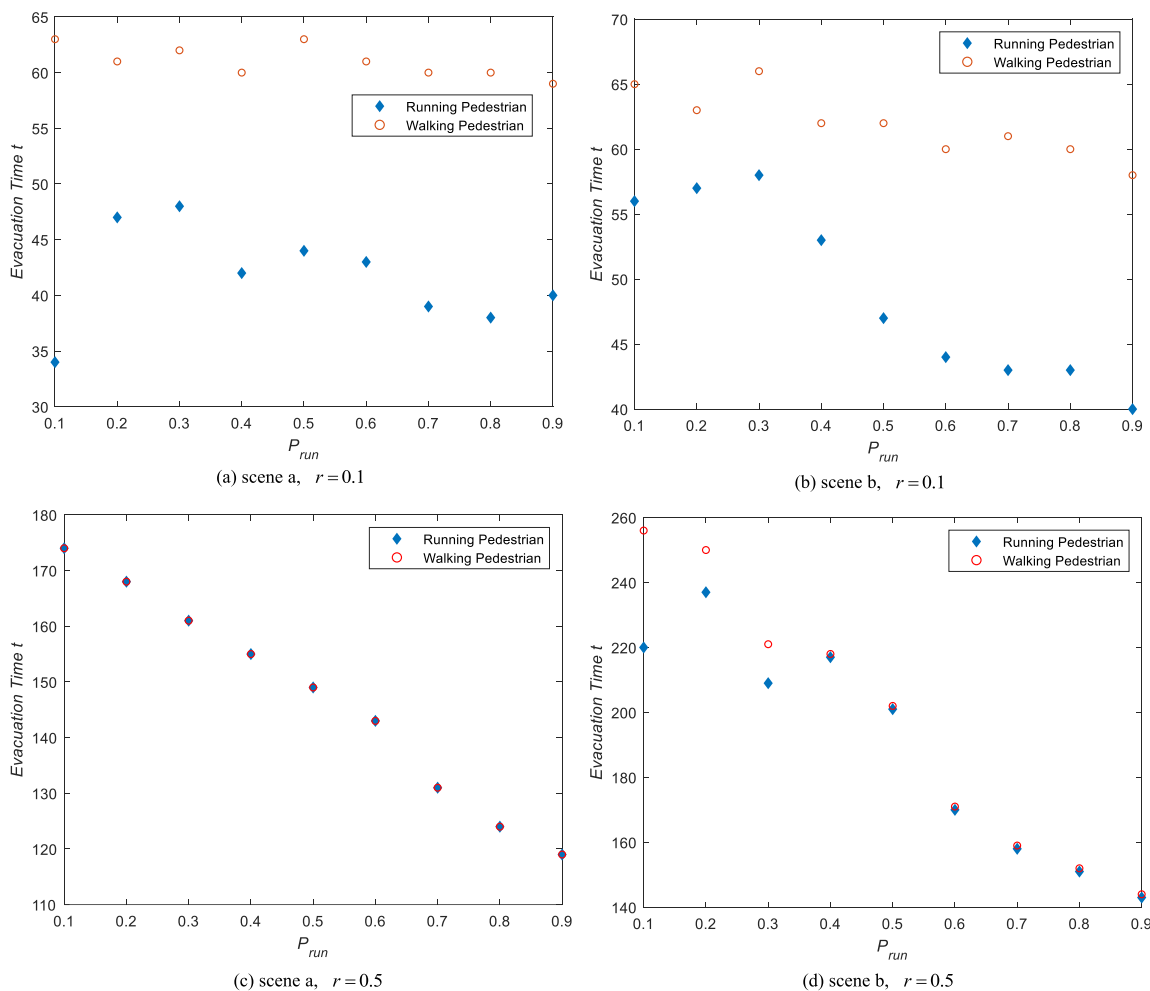 65
60
55
50
45
40
35
30
Evacuation Time t
Running Pedestrian
Walking Pedestrian
0.1 0.2 0.3 0.4 0.5 0.6 0.7 0.8 0.9
P_run
(a) scene a, r = 0.1
70
65
60
55
50
45
40
Evacuation Time t
Running Pedestrian
Walking Pedestrian
0.1 0.2 0.3 0.4 0.5 0.6 0.7 0.8 0.9
P_run
(b) scene b, r = 0.1
180
170
160
150
140
130
120
110
Evacuation Time t
Running Pedestrian
Walking Pedestrian
0.1 0.2 0.3 0.4 0.5 0.6 0.7 0.8 0.9
P_run
(c) scene a, r = 0.5
260
240
220
200
180
160
140
Evacuation Time t
Running Pedestrian
Walking Pedestrian
0.1 0.2 0.3 0.4 0.5 0.6 0.7 0.8 0.9
P_run
(d) scene b, r = 0.5